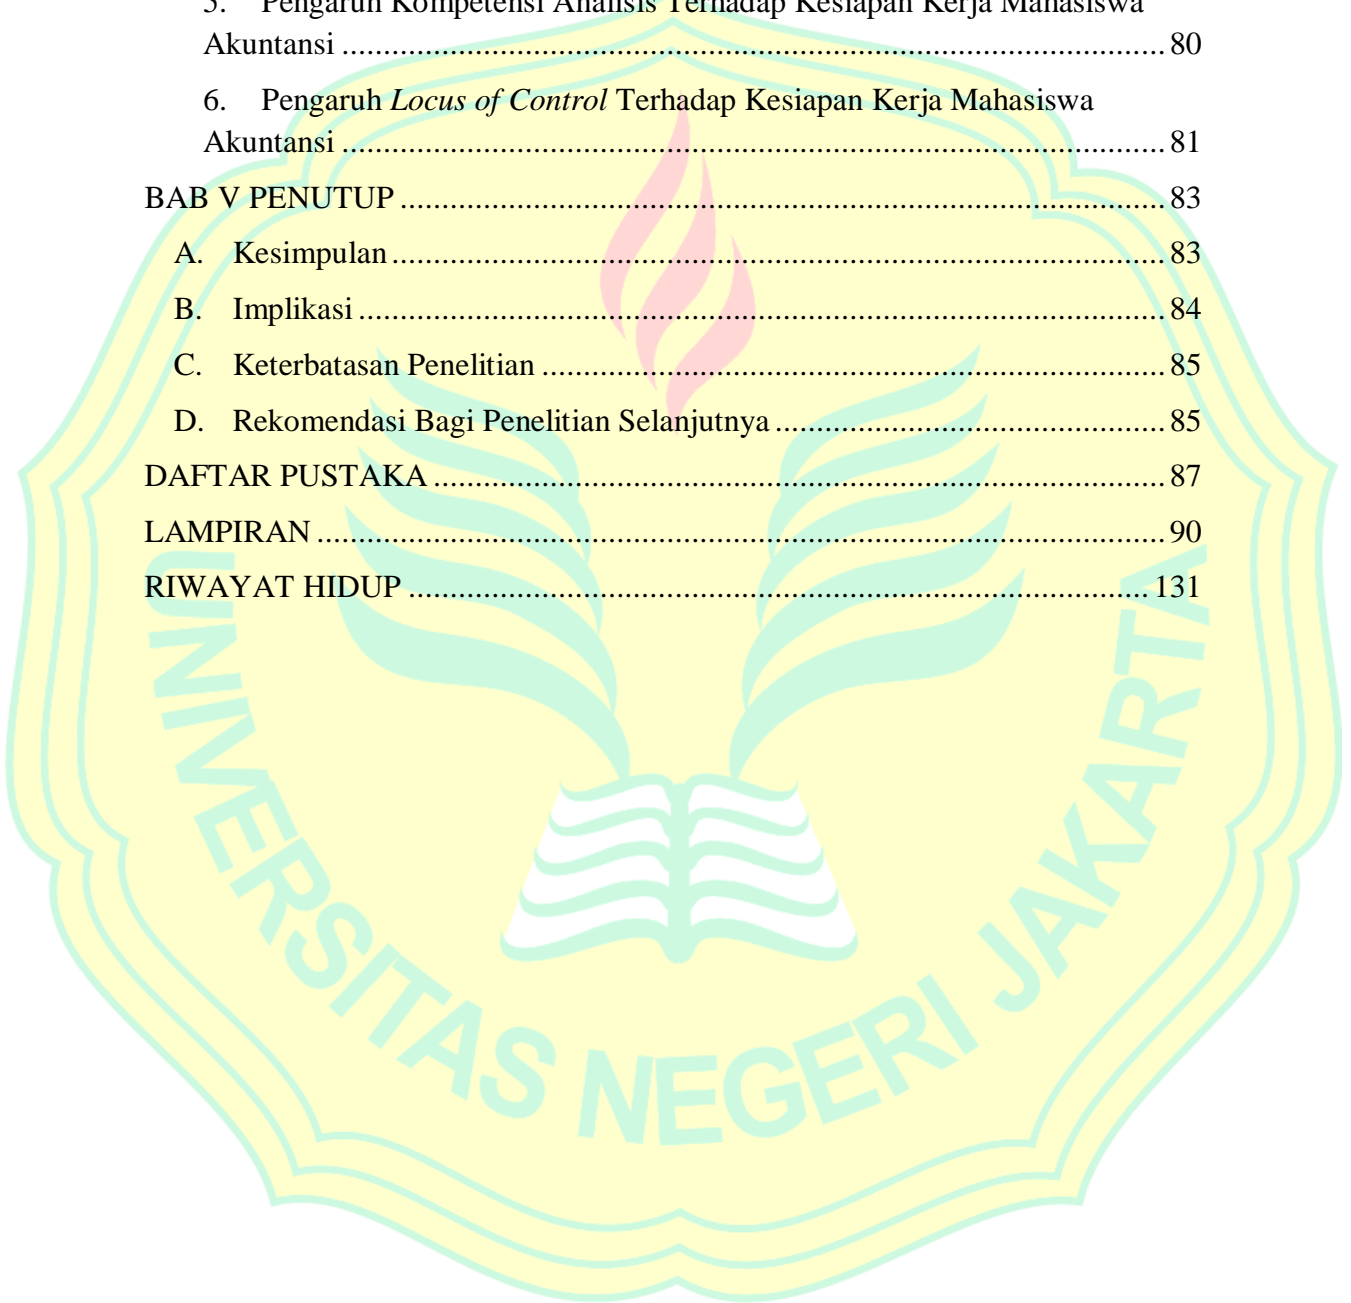 5. Pengaruh Kompetensi Analisis Terhadap Kesiapan Kerja Mahasiswa
Akuntansi ........................................................................................................ 80
6. Pengaruh Locus of Control Terhadap Kesiapan Kerja Mahasiswa
Akuntansi ........................................................................................................ 81
BAB V PENUTUP ................................................................................................ 83
A. Kesimpulan ................................................................................................ 83
B. Implikasi .................................................................................................... 84
C. Keterbatasan Penelitian .............................................................................. 85
D. Rekomendasi Bagi Penelitian Selanjutnya ................................................ 85
DAFTAR PUSTAKA ........................................................................................... 87
LAMPIRAN .......................................................................................................... 90
RIWAYAT HIDUP ............................................................................................. 131
UNIVERSITAS NEGERI JAKARTA